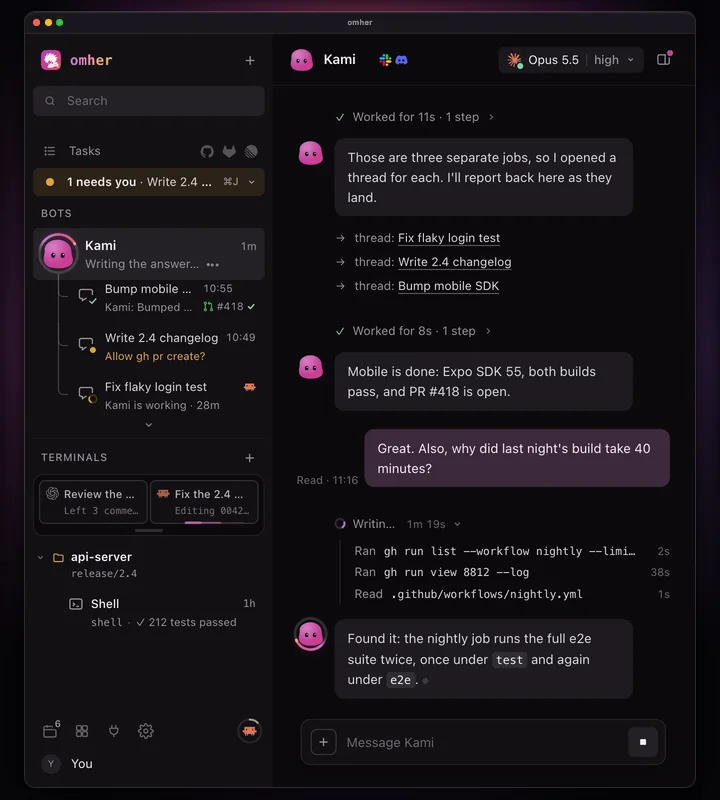 omher
omher
Search
Tasks
1 needs you · Write 2.4 ... ⌘J
BOTS
Kami 1m
Writing the answer...
Bump mobile ... 10:55
Kami: Bumped ... #418
Write 2.4 changelog 10:49
Allow gh pr create?
Fix flaky login test
Kami is working · 28m
TERMINALS
Review the ...
Left 3 comme...
Fix the 2.4 ...
Editing 0042...
api-server
release/2.4
Shell 1h
shell · ✓ 212 tests passed
6
Y You
Kami
Opus 5.5 high
Worked for 11s · 1 step
Those are three separate jobs, so I opened a
thread for each. I'll report back here as they
land.
→ thread: Fix flaky login test
→ thread: Write 2.4 changelog
→ thread: Bump mobile SDK
Worked for 8s · 1 step
Mobile is done: Expo SDK 55, both builds
pass, and PR #418 is open.
Great. Also, why did last night's build take 40
minutes?
Read · 11:16
Writin... 1m 19s
Ran gh run list --workflow nightly --limi... 2s
Ran gh run view 8812 --log 38s
Read .github/workflows/nightly.yml 1s
Found it: the nightly job runs the full e2e
suite twice, once under test and again
under e2e.
Message Kami